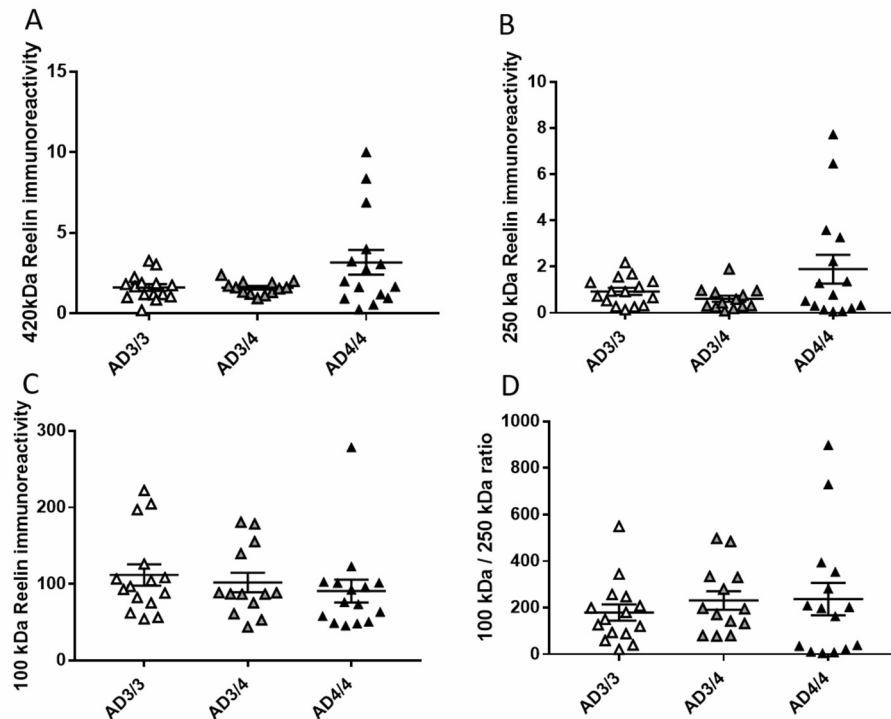 A
420kDa Reelin immunoreactivity
15
10
5
0
AD3/3
AD3/4
AD4/4
B
250 kDa Reelin immunoreactivity
10
8
6
4
2
0
AD3/3
AD3/4
AD4/4
C
100 kDa Reelin immunoreactivity
300
200
100
0
AD3/3
AD3/4
AD4/4
D
100 kDa / 250 kDa ratio
1000
800
600
400
200
0
AD3/3
AD3/4
AD4/4